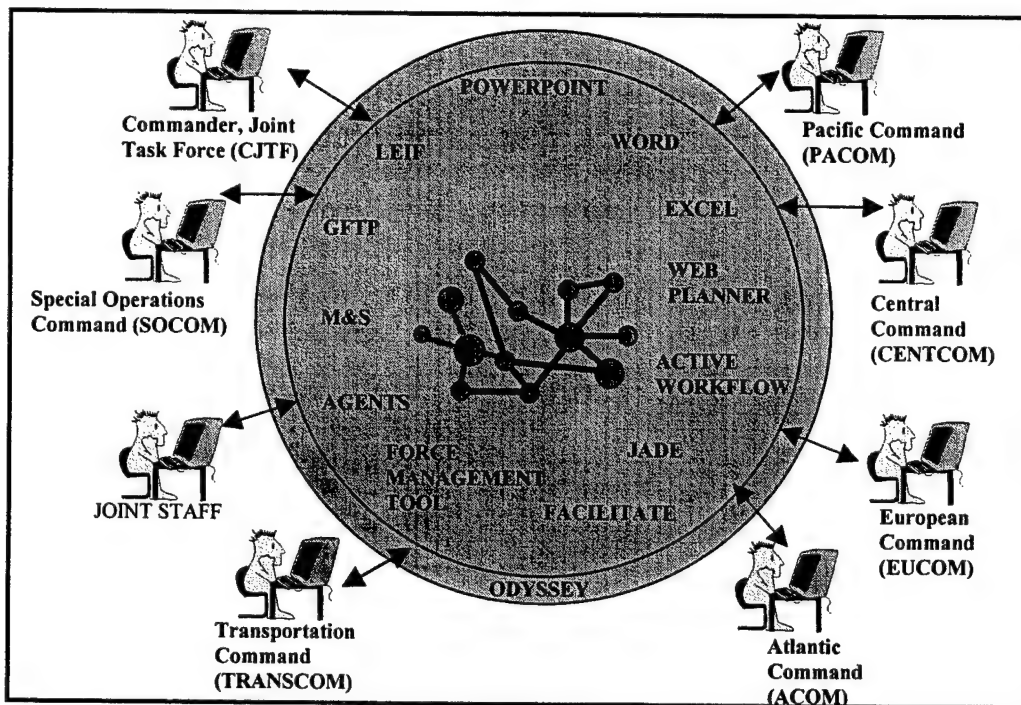 Commander, Joint
Task Force (CJTF)
Special Operations
Command (SOCOM)
JOINT STAFF
Transportation
Command
(TRANSCOM)
POWERPOINT
LEIF
WORD
GFTP
EXCEL
M&S
WEB
PLANNER
AGENTS
ACTIVE
WORKFLOW
FORCE
MANAGEMENT
TOOL
JADE
FACILITATE
ODYSSEY
Pacific Command
(PACOM)
Central
Command
(CENTCOM)
European
Command
(EUCOM)
Atlantic
Command
(ACOM)